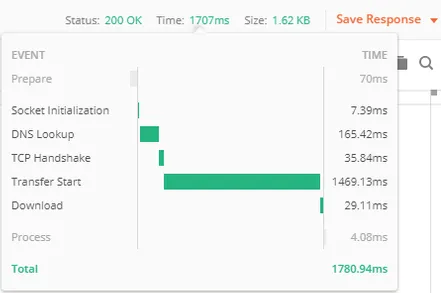 Status: 200 OK Time: 1707ms Size: 1.62 KB Save Response
EVENT TIME
Prepare 70ms
Socket Initialization 7.39ms
DNS Lookup 165.42ms
TCP Handshake 35.84ms
Transfer Start 1469.13ms
Download 29.11ms
Process 4.08ms
Total 1780.94ms